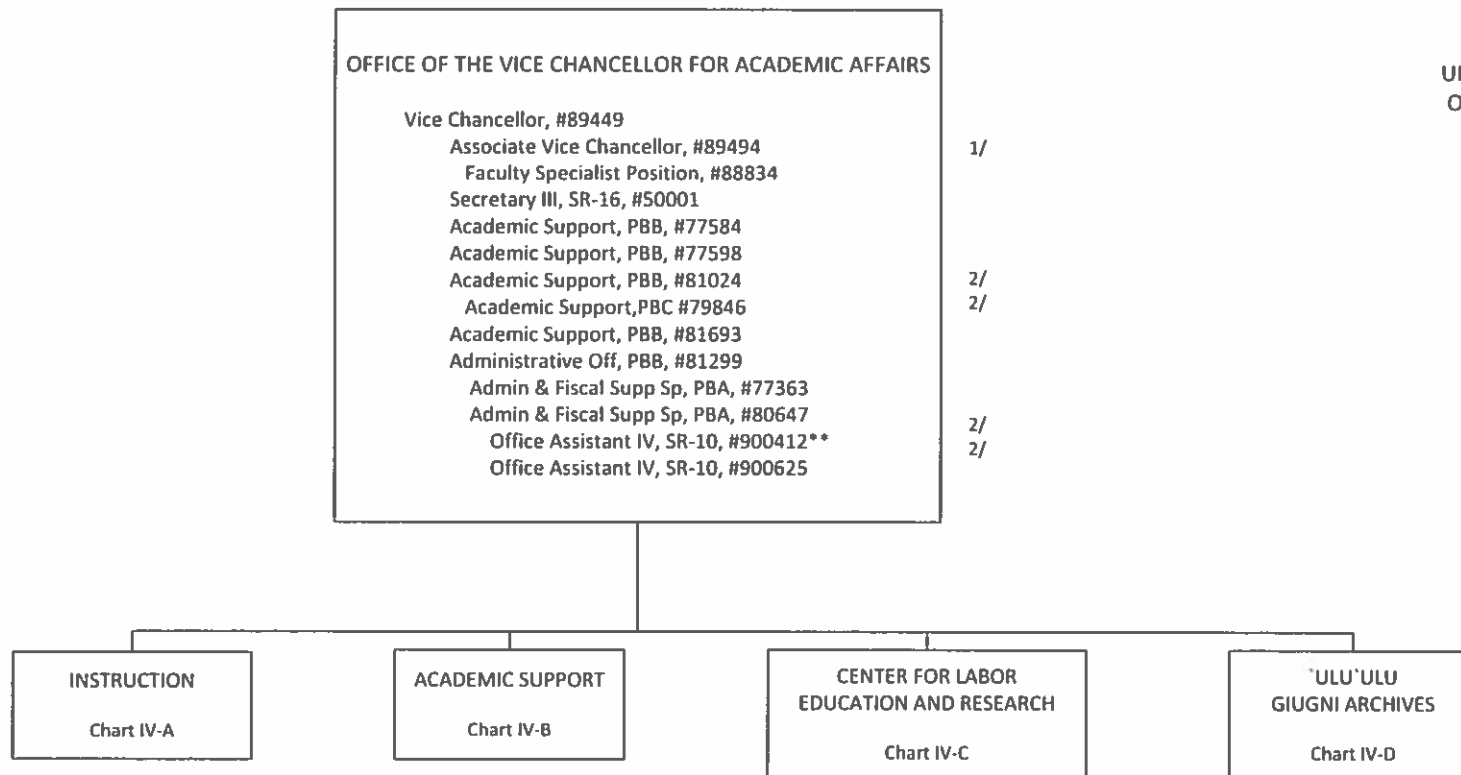 OFFICE OF THE VICE CHANCELLOR FOR ACADEMIC AFFAIRS
Vice Chancellor, #89449
Associate Vice Chancellor, #89494 1/
Faculty Specialist Position, #88834
Secretary III, SR-16, #50001
Academic Support, PBB, #77584
Academic Support, PBB, #77598
Academic Support, PBB, #81024 2/
Academic Support,PBC #79846 2/
Academic Support, PBB, #81693
Administrative Off, PBB, #81299
Admin & Fiscal Supp Sp, PBA, #77363
Admin & Fiscal Supp Sp, PBA, #80647 2/
Office Assistant IV, SR-10, #900412** 2/
Office Assistant IV, SR-10, #900625
INSTRUCTION
Chart IV-A
ACADEMIC SUPPORT
Chart IV-B
CENTER FOR LABOR
EDUCATION AND RESEARCH
Chart IV-C
`ULU`ULU
GIUGNI ARCHIVES
Chart IV-D